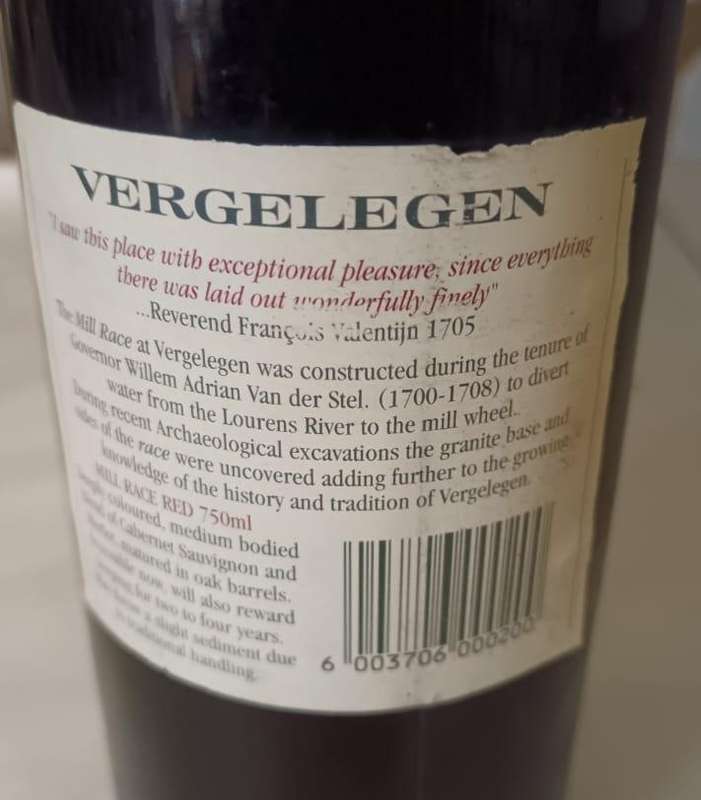 VERGELEGEN
"I saw this place with exceptional pleasure, since everything
there was laid out wonderfully finely"
...Reverend François Valentijn 1705
The Mill Race at Vergelegen was constructed during the tenure of
Governor Willem Adrian Van der Stel. (1700-1708) to divert
water from the Lourens River to the mill wheel.
During recent Archaeological excavations the granite base and
sides of the race were uncovered adding further to the growing
knowledge of the history and tradition of Vergelegen.
MILL RACE RED 750ml
coloured, medium bodied
of Cabernet Sauvignon and
matured in oak barrels.
now, will also reward
for two to four years.
a slight sediment due
to traditional handling.
6 003706 000200